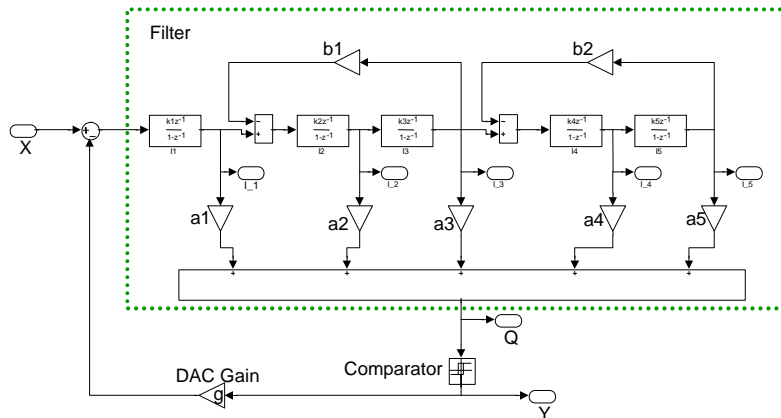 Filter
b1
b2
−
+
−
+
+
−
k1z-1
1-z-1
I1
k2z-1
1-z-1
I2
k3z-1
1-z-1
I3
k4z-1
1-z-1
I4
k5z-1
1-z-1
I5
X
I_1
I_2
I_3
I_4
I_5
a1
a2
a3
a4
a5
+
+
+
+
+
Q
DAC Gain
Comparator
g
Y